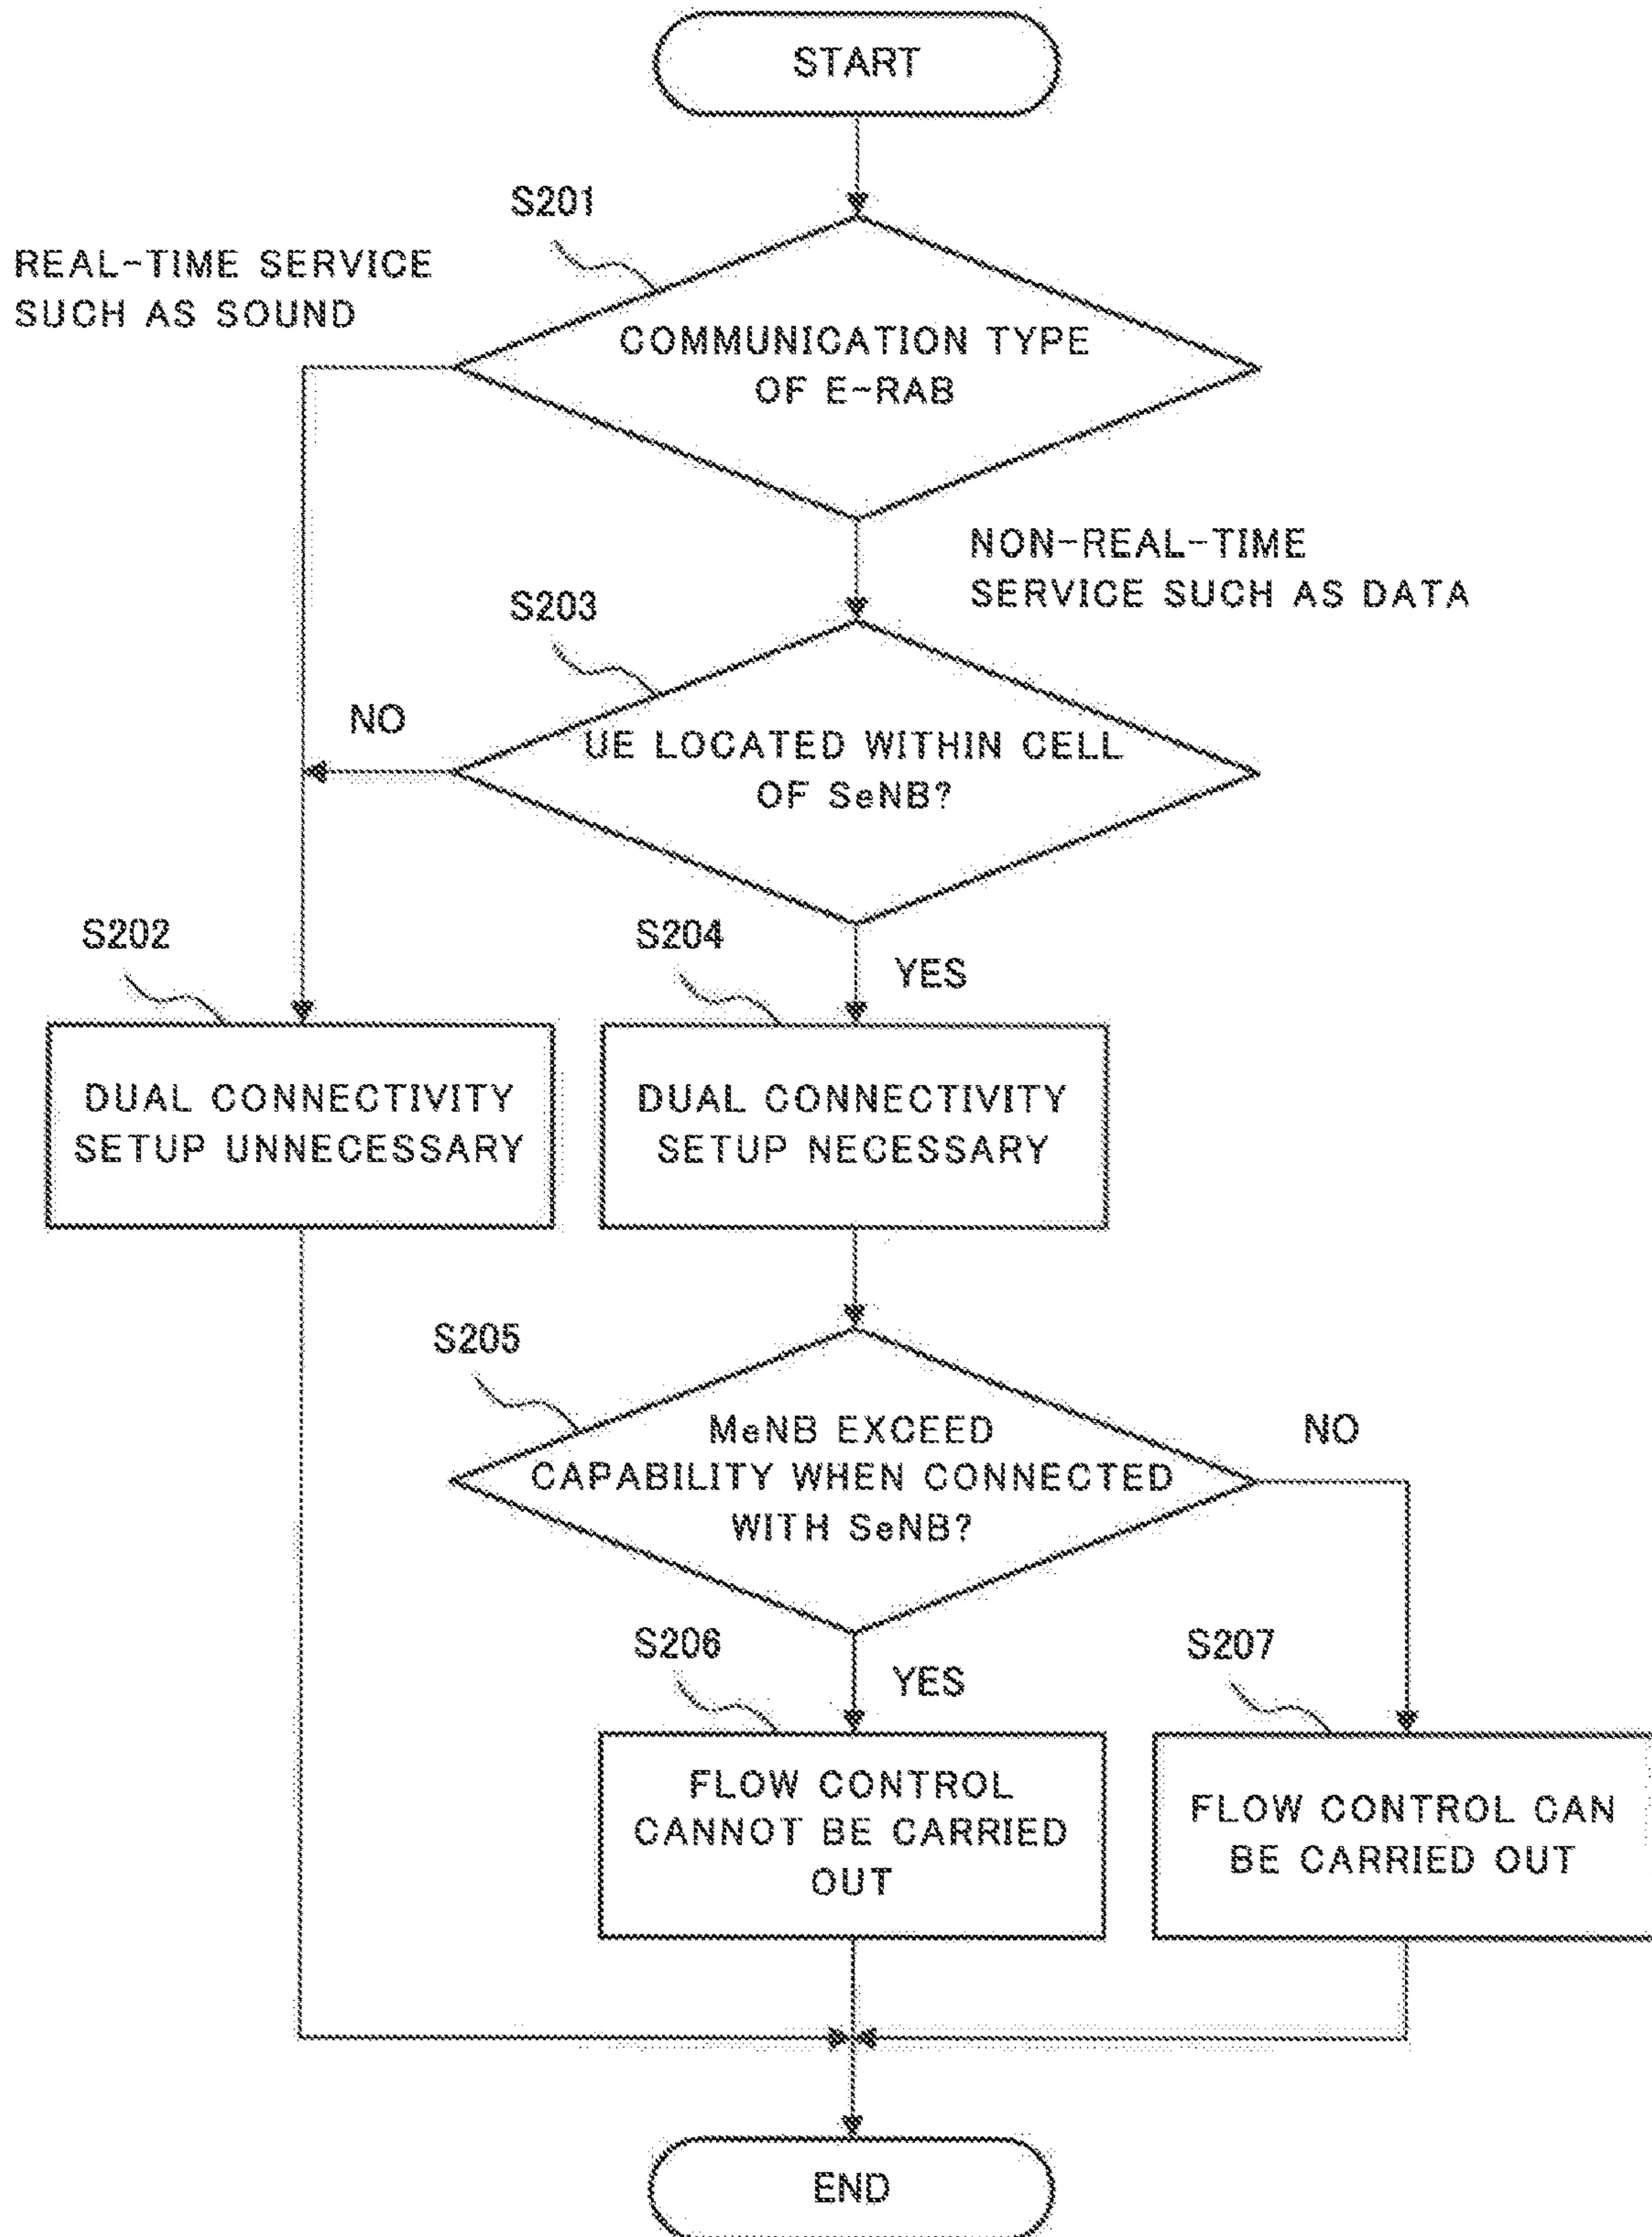 START
S201
REAL-TIME SERVICE
SUCH AS SOUND
COMMUNICATION TYPE
OF E-RAB
NON-REAL-TIME
SERVICE SUCH AS DATA
S203
NO
UE LOCATED WITHIN CELL
OF SeNB?
S202
S204
YES
DUAL CONNECTIVITY
SETUP UNNECESSARY
DUAL CONNECTIVITY
SETUP NECESSARY
S205
MeNB EXCEED
CAPABILITY WHEN CONNECTED
WITH SeNB?
NO
S206
YES
S207
FLOW CONTROL
CANNOT BE CARRIED
OUT
FLOW CONTROL CAN
BE CARRIED OUT
END